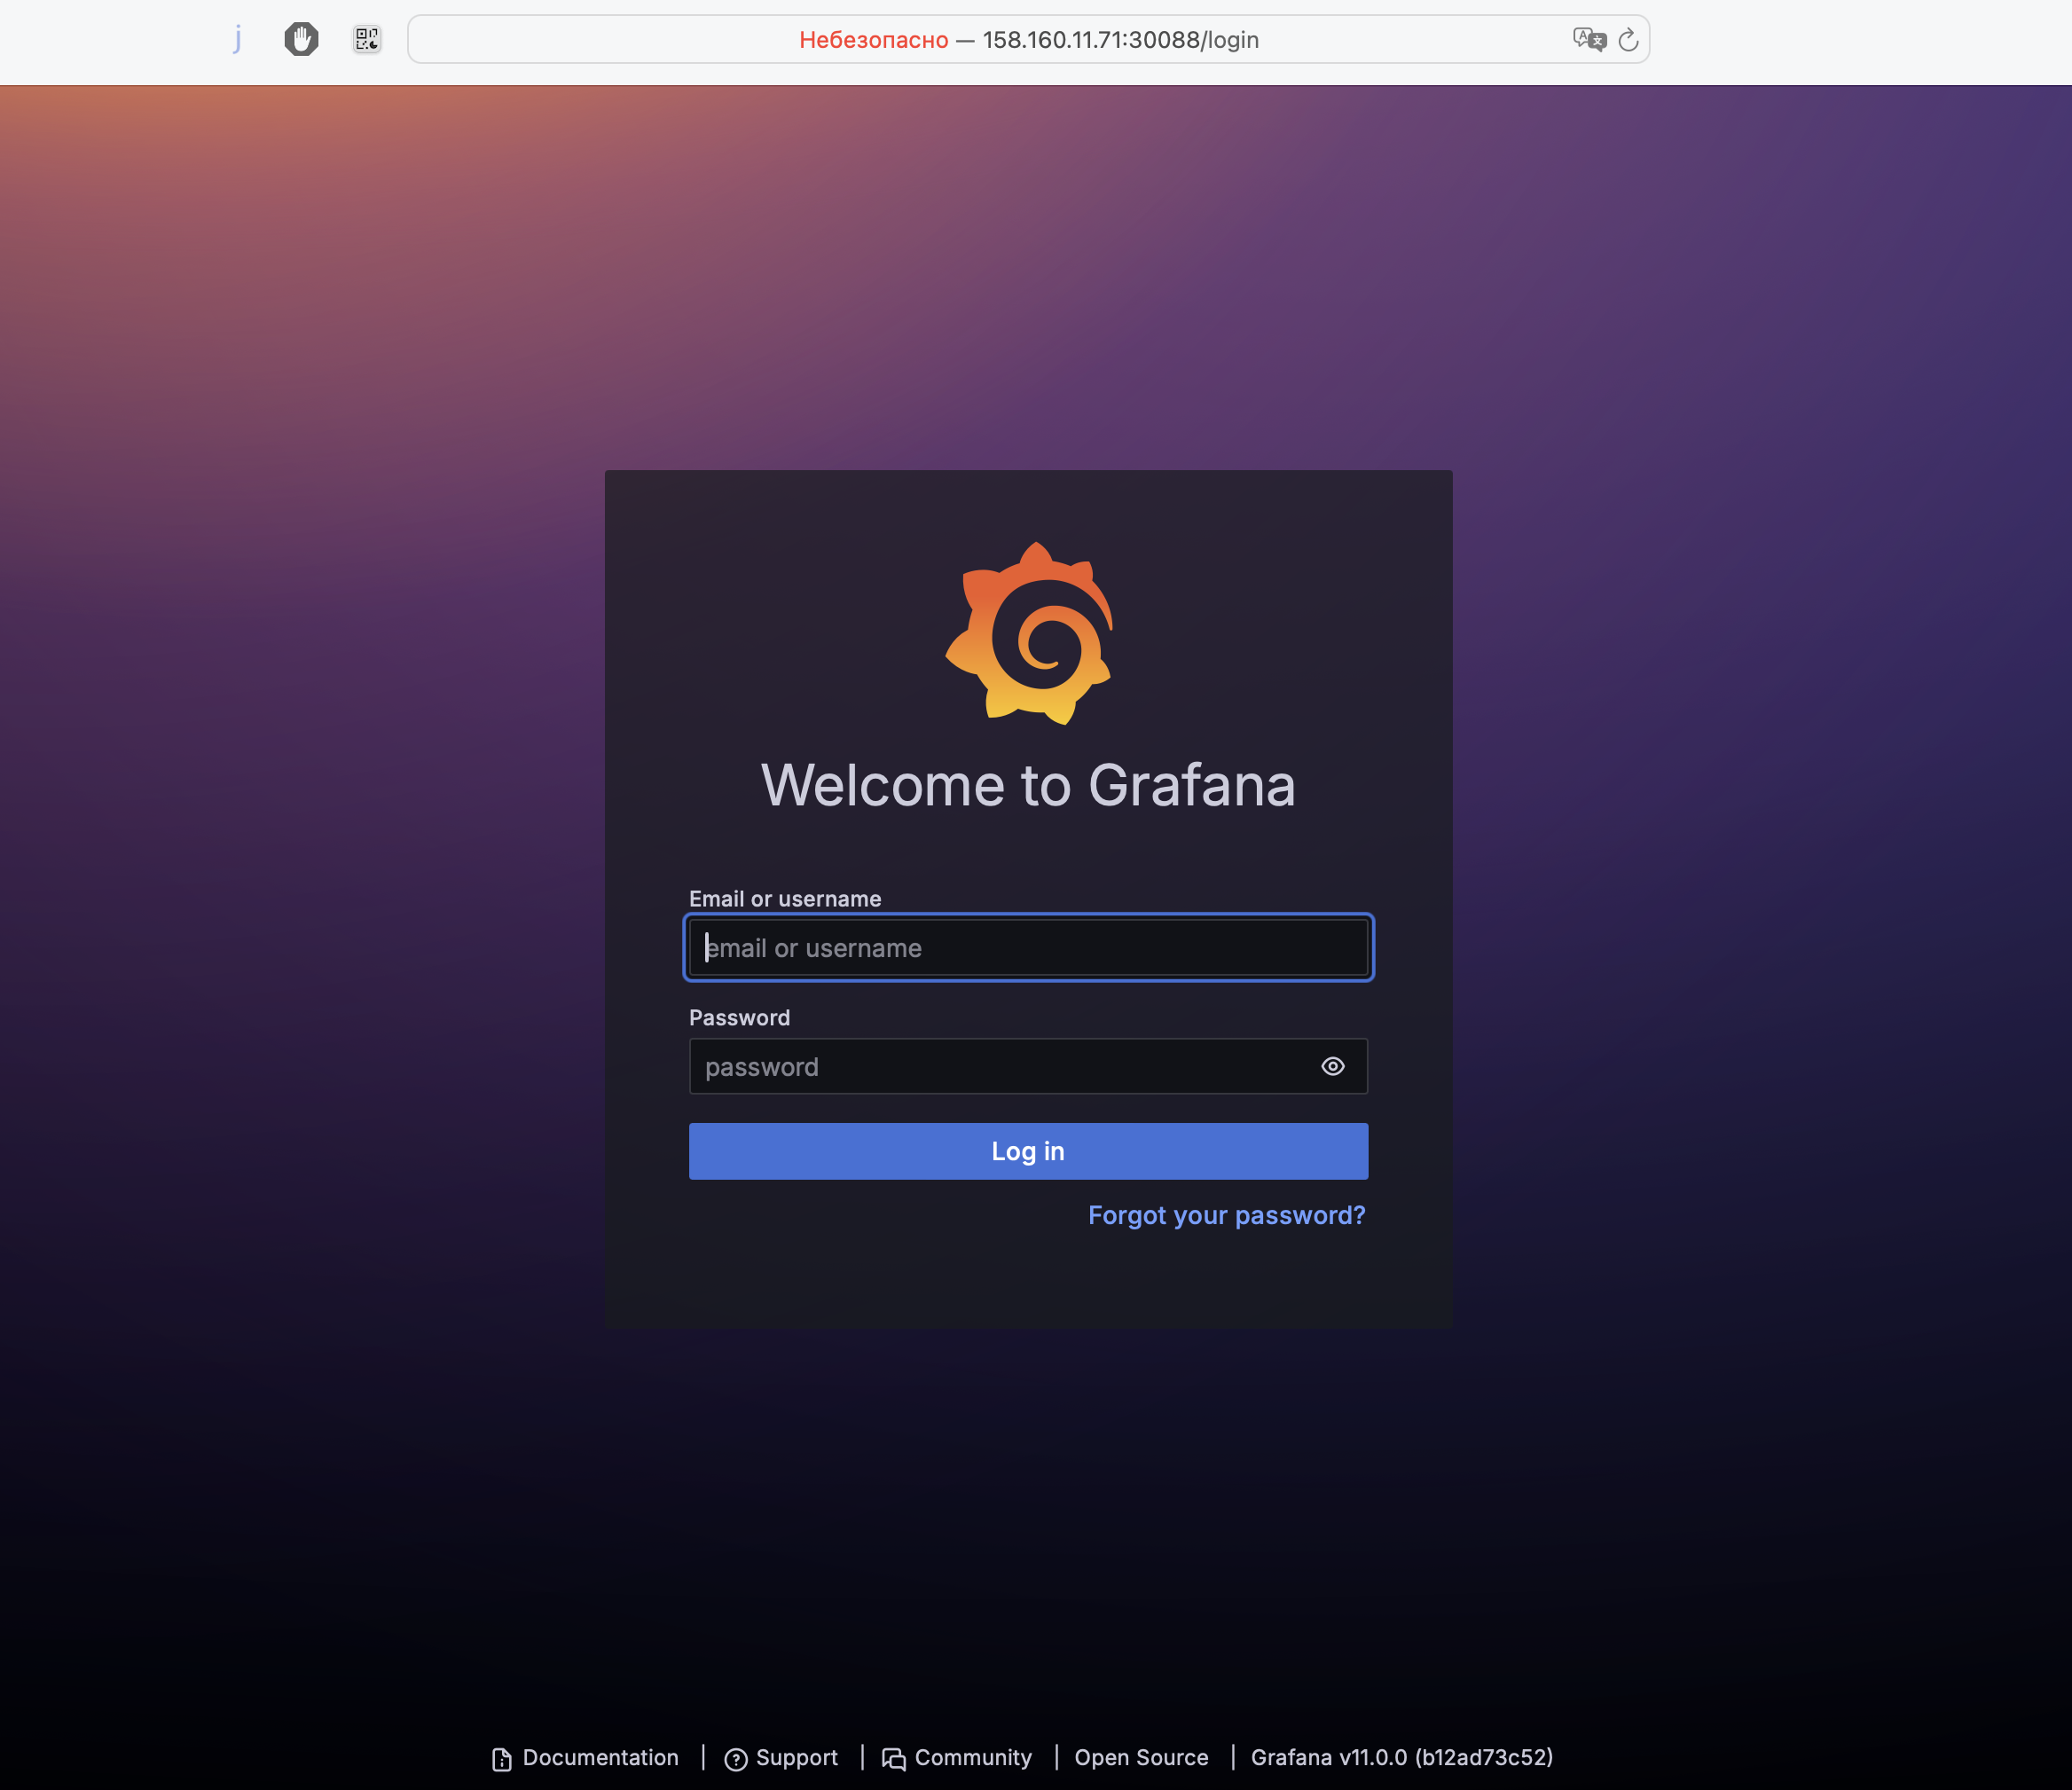 j
Небезопасно — 158.160.11.71:30088/login
Welcome to Grafana
Email or username
email or username
Password
password
Log in
Forgot your password?
Documentation | Support | Community | Open Source | Grafana v11.0.0 (b12ad73c52)